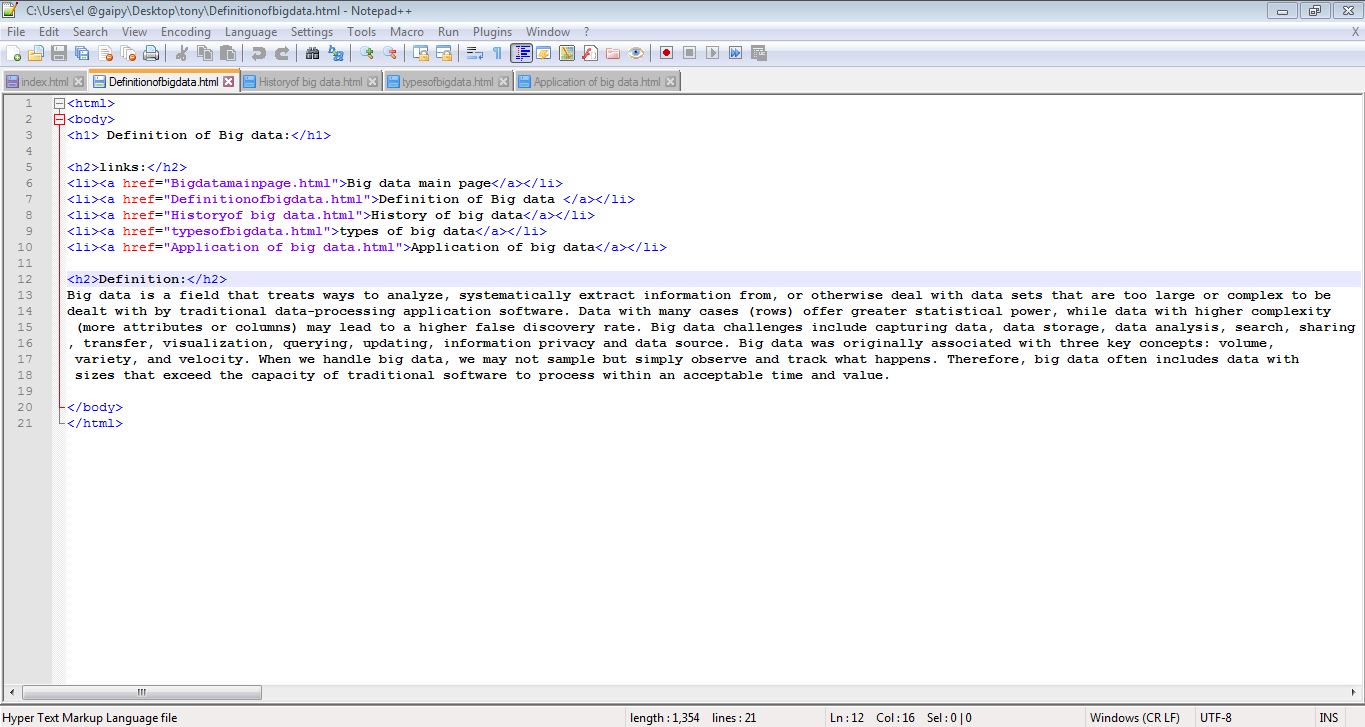 C:\Users\el @gaipy\Desktop\tony\Definitionofbigdata.html - Notepad++
File Edit Search View Encoding Language Settings Tools Macro Run Plugins Window ? X
index.html Definitionofbigdata.html Historyof big data.html typesofbigdata.html Application of big data.html
1 <html>
2 <body>
3 <h1> Definition of Big data:</h1>
4
5 <h2>links:</h2>
6 <li><a href="Bigdatamainpage.html">Big data main page</a></li>
7 <li><a href="Definitionofbigdata.html">Definition of Big data </a></li>
8 <li><a href="Historyof big data.html">History of big data</a></li>
9 <li><a href="typesofbigdata.html">types of big data</a></li>
10 <li><a href="Application of big data.html">Application of big data</a></li>
11
12 <h2>Definition:</h2>
13 Big data is a field that treats ways to analyze, systematically extract information from, or otherwise deal with data sets that are too large or complex to be
14 dealt with by traditional data-processing application software. Data with many cases (rows) offer greater statistical power, while data with higher complexity
15 (more attributes or columns) may lead to a higher false discovery rate. Big data challenges include capturing data, data storage, data analysis, search, sharing
16 , transfer, visualization, querying, updating, information privacy and data source. Big data was originally associated with three key concepts: volume,
17 variety, and velocity. When we handle big data, we may not sample but simply observe and track what happens. Therefore, big data often includes data with
18 sizes that exceed the capacity of traditional software to process within an acceptable time and value.
19
20 </body>
21 </html>
Hyper Text Markup Language file length : 1,354 lines : 21 Ln : 12 Col : 16 Sel : 0 | 0 Windows (CR LF) UTF-8 INS